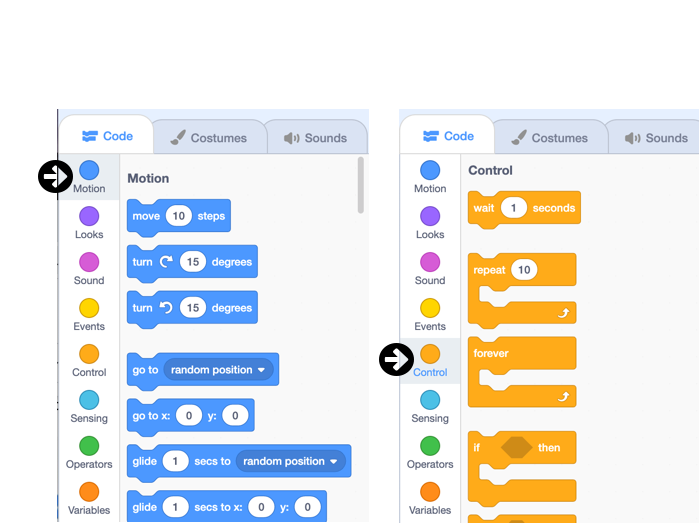 Code Costumes Sounds
Motion
Looks
Sound
Events
Control
Sensing
Operators
Variables
Motion
move 10 steps
turn 15 degrees
turn 15 degrees
go to random position
go to x: 0 y: 0
glide 1 secs to random position
glide 1 secs to x: 0 y: 0
Code Costumes Sounds
Motion
Looks
Sound
Events
Control
Sensing
Operators
Variables
Control
wait 1 seconds
repeat 10
forever
if then